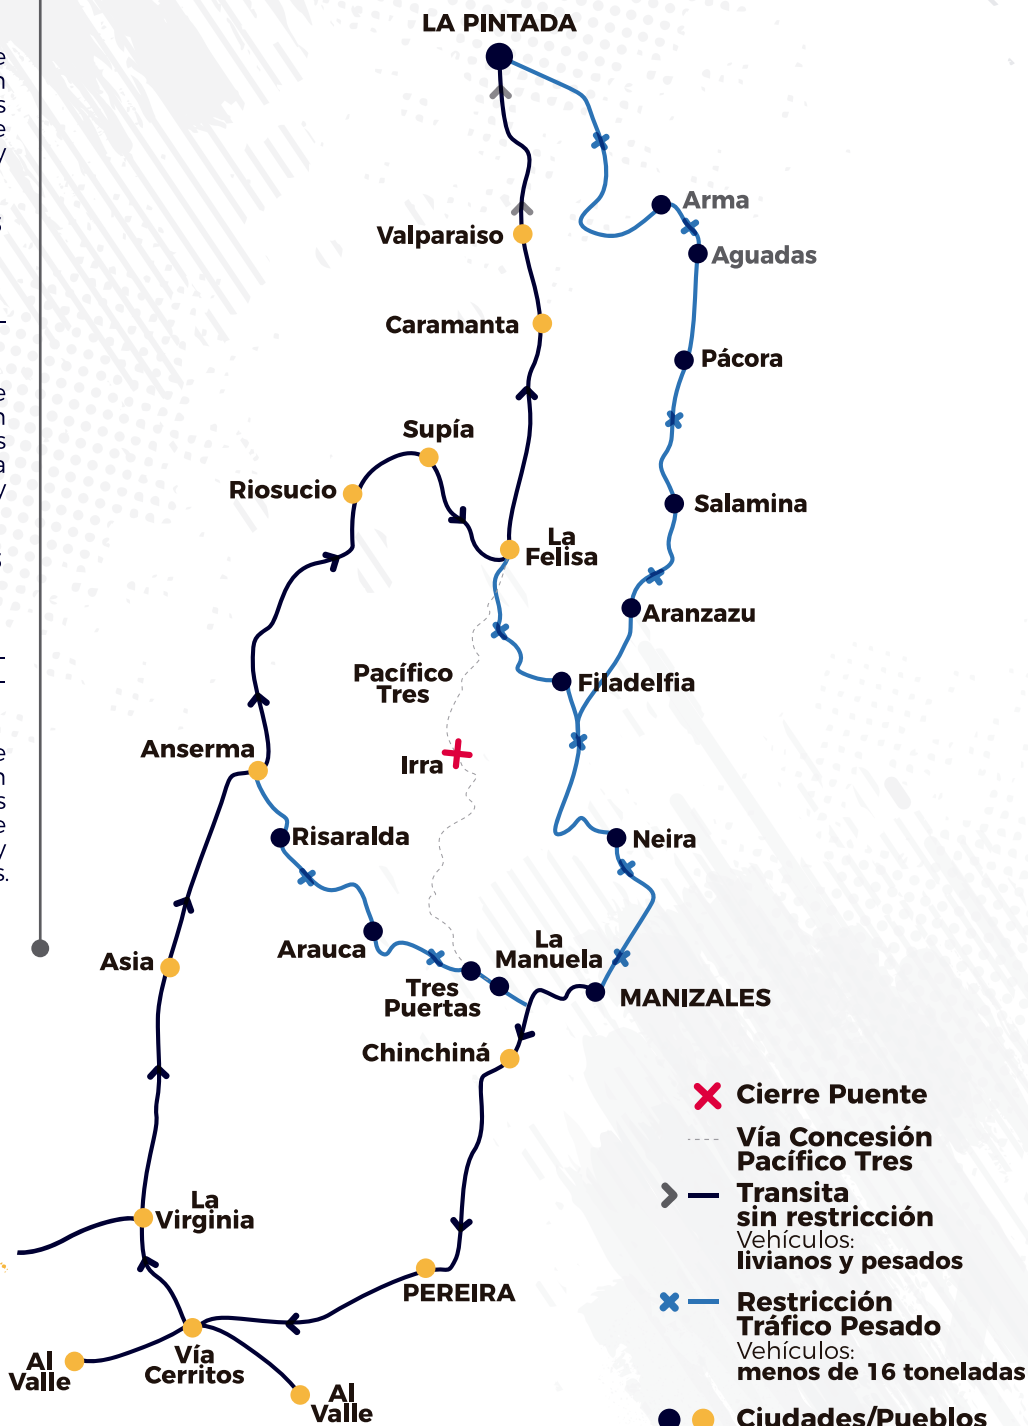 LA PINTADA
Arma
Valparaiso
Aguadas
Caramanta
Pácora
Supía
Riosucio
Salamina
La
Felisa
Aranzazu
Pacífico
Tres
Filadelfia
Anserma
Irra
Risaralda
Neira
Arauca
La
Manuela
Asia
Tres
Puertas
MANIZALES
Chinchiná
La
Virginia
PEREIRA
Vía
Cerritos
Al
Valle
Al
Valle
Cierre Puente
Vía Concesión
Pacífico Tres
Transita
sin restricción
Vehículos:
livianos y pesados
Restricción
Tráfico Pesado
Vehículos:
menos de 16 toneladas
Ciudades/Pueblos